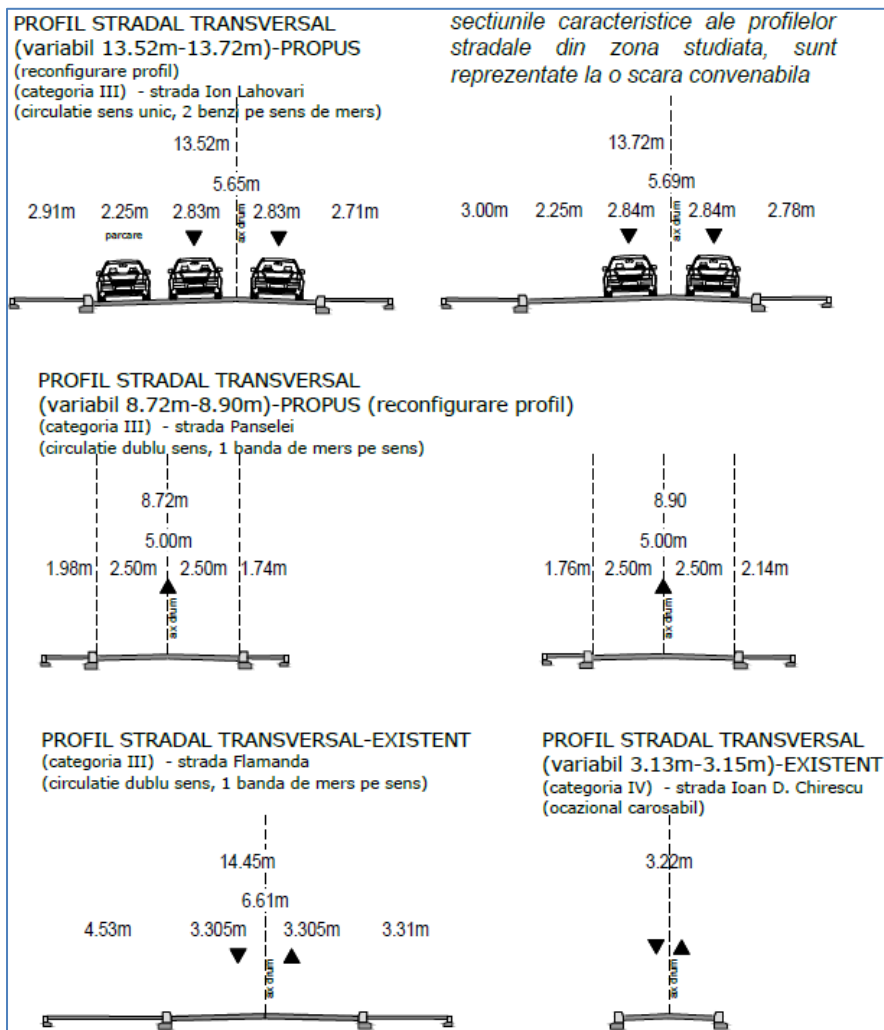 PROFIL STRADAL TRANSVERSAL
(variabil 13.52m-13.72m)-PROPUS
(reconfigurare profil)
(categoria III) - strada Ion Lahovari
(circulatie sens unic, 2 benzi pe sens de mers)
13.52m
5.65m
2.91m 2.25m 2.83m 2.83m 2.71m
parcare
ax drum
sectiunile caracteristice ale profilelor
stradale din zona studiata, sunt
reprezentate la o scara convenabila
13.72m
5.69m
3.00m 2.25m 2.84m 2.84m 2.78m
ax drum
PROFIL STRADAL TRANSVERSAL
(variabil 8.72m-8.90m)-PROPUS (reconfigurare profil)
(categoria III) - strada Panselei
(circulatie dublu sens, 1 banda de mers pe sens)
8.72m
5.00m
1.98m 2.50m 2.50m 1.74m
ax drum
8.90
5.00m
1.76m 2.50m 2.50m 2.14m
ax drum
PROFIL STRADAL TRANSVERSAL-EXISTENT
(categoria III) - strada Flamanda
(circulatie dublu sens, 1 banda de mers pe sens)
14.45m
6.61m
4.53m 3.305m 3.305m 3.31m
ax drum
PROFIL STRADAL TRANSVERSAL
(variabil 3.13m-3.15m)-EXISTENT
(categoria IV) - strada Ioan D. Chirescu
(ocazional carosabil)
3.22m
ax drum